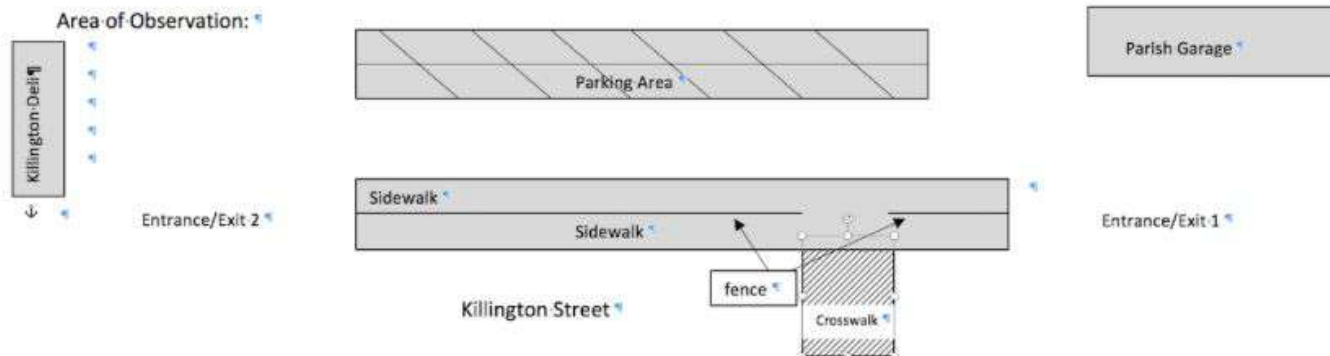 Area of Observation:
Parish Garage
Killington Deli
Parking Area
Sidewalk
Entrance/Exit 2
Sidewalk
Entrance/Exit 1
fence
Killington Street
Crosswalk